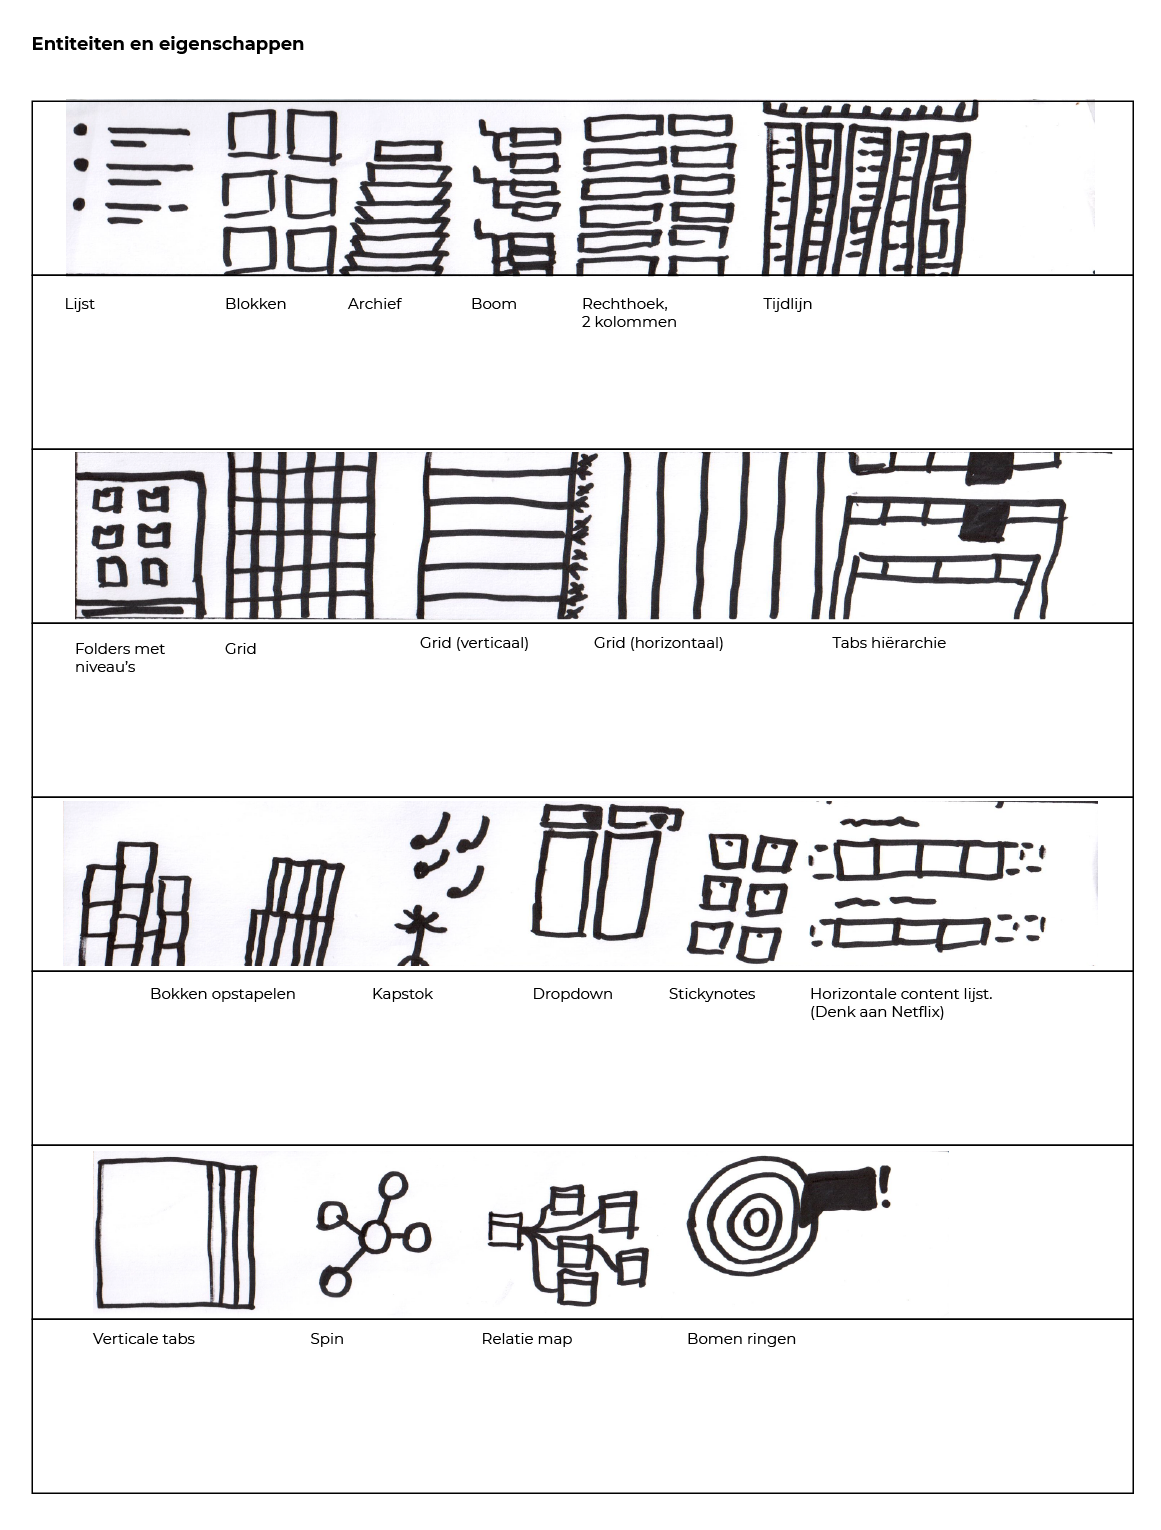 Entiteiten en eigenschappen
Lijst
Blokken
Archief
Boom
Rechthoek,
2 kolommen
Tijdlijn
Folders met
niveau's
Grid
Grid (verticaal)
Grid (horizontaal)
Tabs hiërarchie
Bokken opstapelen
Kapstok
Dropdown
Stickynotes
Horizontale content lijst.
(Denk aan Netflix)
Verticale tabs
Spin
Relatie map
Bomen ringen